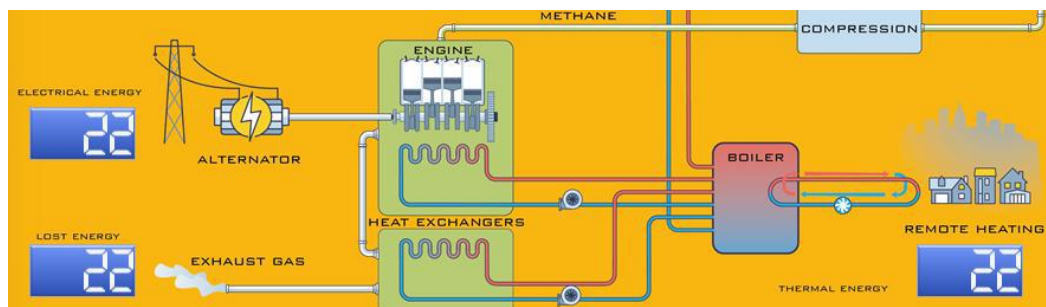 METHANE
COMPRESSION
ENGINE
ELECTRICAL ENERGY
22
ALTERNATOR
BOILER
HEAT EXCHANGERS
REMOTE HEATING
LOST ENERGY
22
EXHAUST GAS
22
THERMAL ENERGY